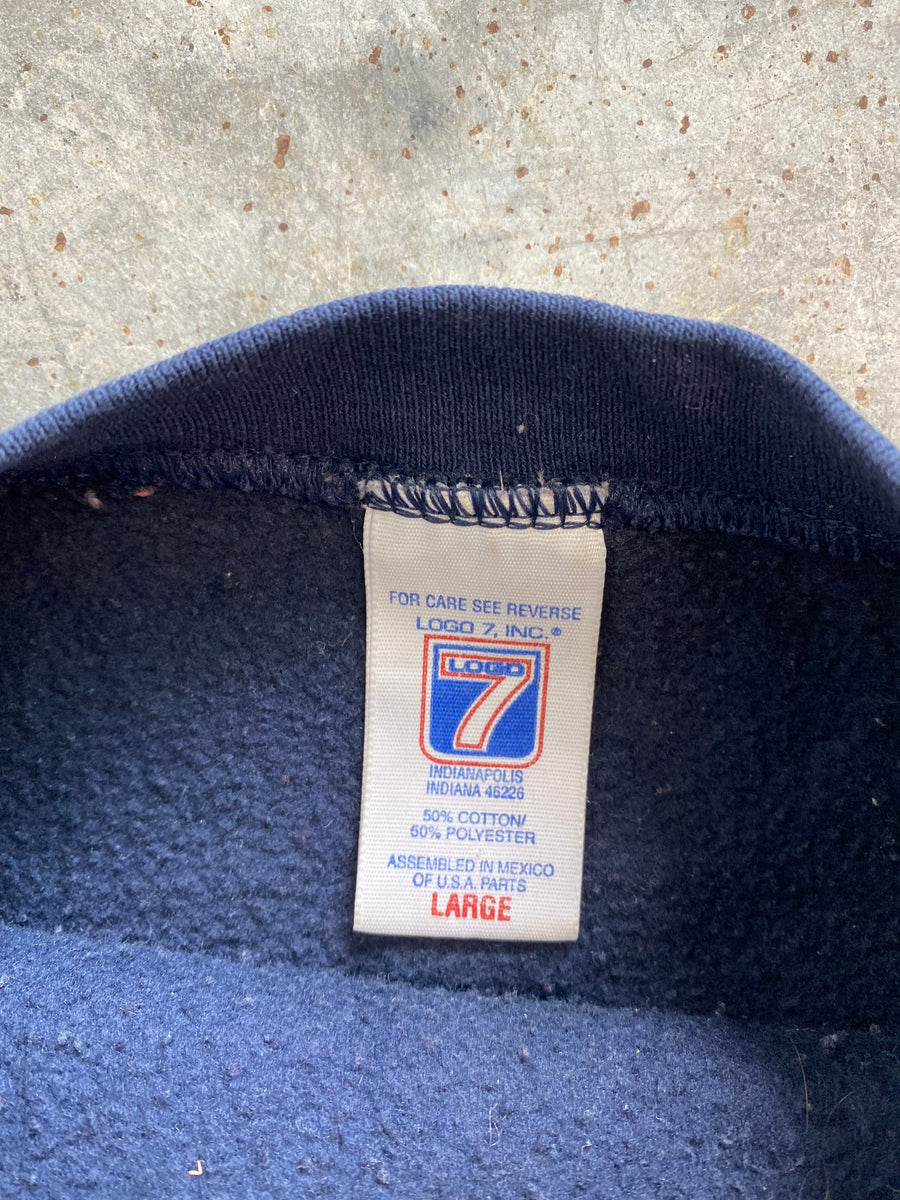 FOR CARE SEE REVERSE
LOGO 7, INC.®
LOGO
7
INDIANAPOLIS
INDIANA 46226
50% COTTON/
50% POLYESTER
ASSEMBLED IN MEXICO
OF U.S.A. PARTS
LARGE